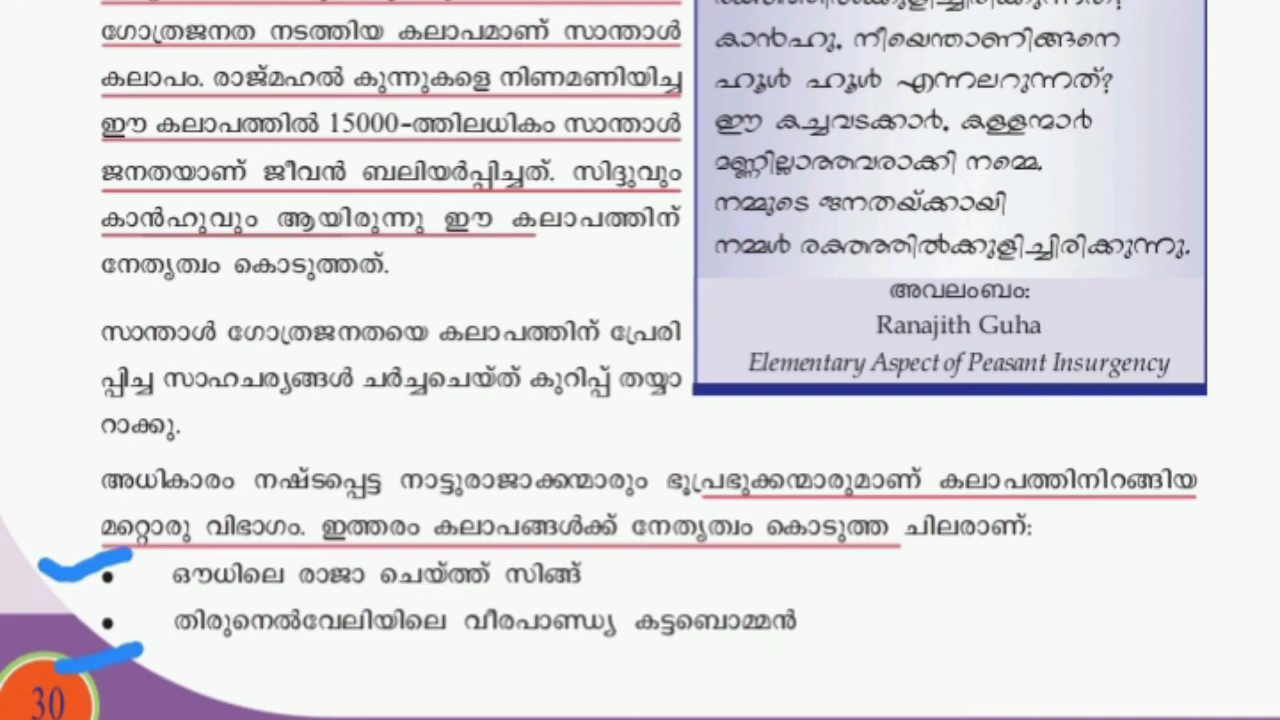 ഗോത്രജനത നടത്തിയ കലാപമാണ് സാന്താൾ
കലാപം. രാജ്മഹൽ കുന്നുകളെ നിണമണിയിച്ച
ഈ കലാപത്തിൽ 15000-ത്തിലധികം സാന്താൾ
ജനതയാണ് ജീവൻ ബലിയർപ്പിച്ചത്. സിദ്ദുവും
കാൻഹുവും ആയിരുന്നു ഈ കലാപത്തിന്
നേതൃത്വം കൊടുത്തത്.
സാന്താൾ ഗോത്രജനതയെ കലാപത്തിന് പ്രേരി
പ്പിച്ച സാഹചര്യങ്ങൾ ചർച്ചചെയ്ത് കുറിപ്പ് തയ്യാ
റാക്കു.
കാൻഹു, നീയെന്താണിങ്ങനെ
ഹൂൾ ഹൂൾ എന്നലറുന്നത്?
ഈ കച്ചവടക്കാർ, കള്ളന്മാർ
മണ്ണില്ലാത്തവരാക്കി നമ്മെ.
നമ്മുടെ ജനതയ്ക്കായി
നമ്മൾ രക്തത്തിൽക്കുളിച്ചിരിക്കുന്നു.
അവലംബം:
Ranajith Guha
Elementary Aspect of Peasant Insurgency
അധികാരം നഷ്ടപ്പെട്ട നാട്ടുരാജാക്കന്മാരും ഭൂപ്രഭുക്കന്മാരുമാണ് കലാപത്തിനിറങ്ങിയ
മറ്റൊരു വിഭാഗം. ഇത്തരം കലാപങ്ങൾക്ക് നേതൃത്വം കൊടുത്ത ചിലരാണ്:
• ഔധിലെ രാജാ ചെയ്ത്ത് സിങ്ങ്
• തിരുനെൽവേലിയിലെ വീരപാണ്ഡ്യ കട്ടബൊമ്മൻ
30